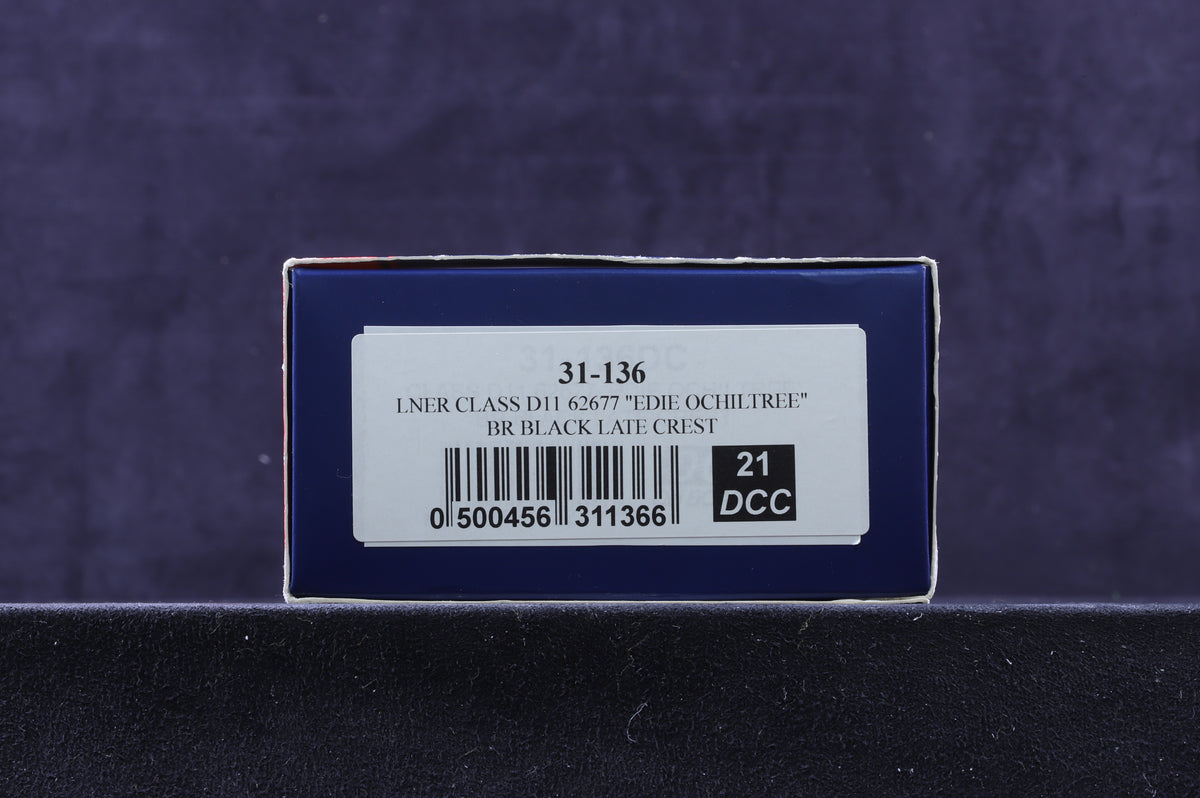 31-136
LNER CLASS D11 62677 "EDIE OCHILTREE"
BR BLACK LATE CREST
21
DCC
0 500456 311366